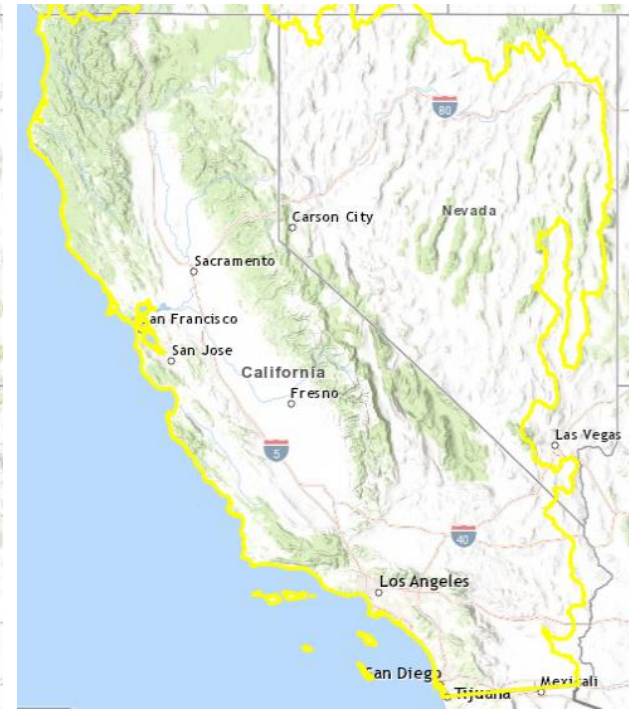 80
Nevada
Carson City
Sacramento
an Francisco
San Jose
California
Fresno
Las Vegas
5
40
Los Angeles
San Diego
Mexicali
Tijuana